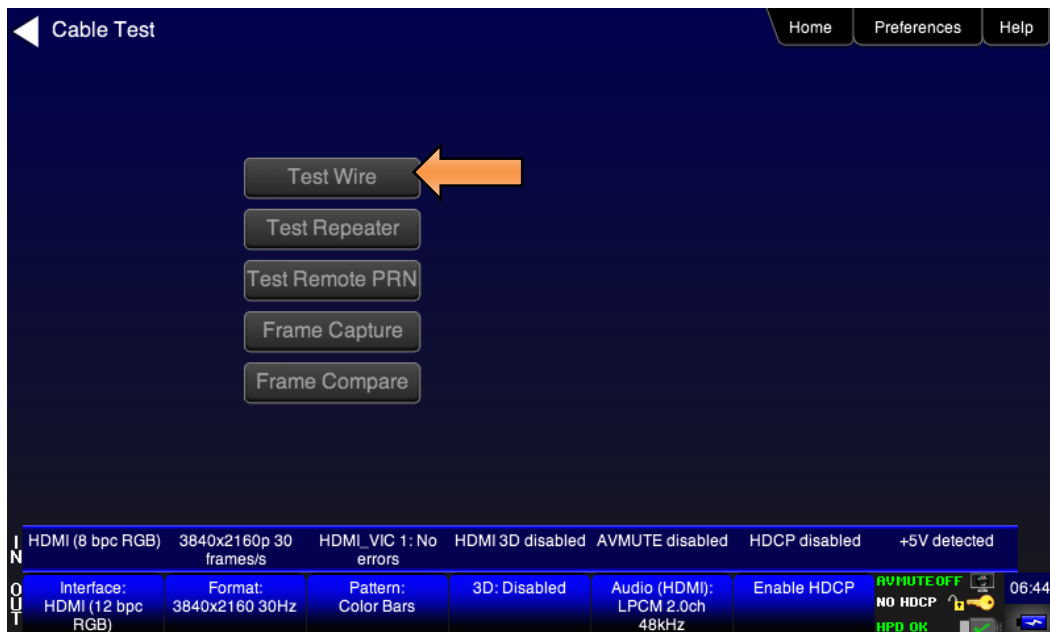 Cable Test
Home
Preferences
Help
Test Wire
Test Repeater
Test Remote PRN
Frame Capture
Frame Compare
IN
HDMI (8 bpc RGB)
3840x2160p 30
frames/s
HDMI_VIC 1: No
errors
HDMI 3D disabled
AVMUTE disabled
HDCP disabled
+5V detected
OUT
Interface:
HDMI (12 bpc
RGB)
Format:
3840x2160 30Hz
Pattern:
Color Bars
3D: Disabled
Audio (HDMI):
LPCM 2.0ch
48kHz
Enable HDCP
AVMUTEOFF
NO HDCP
HPD OK
06:44